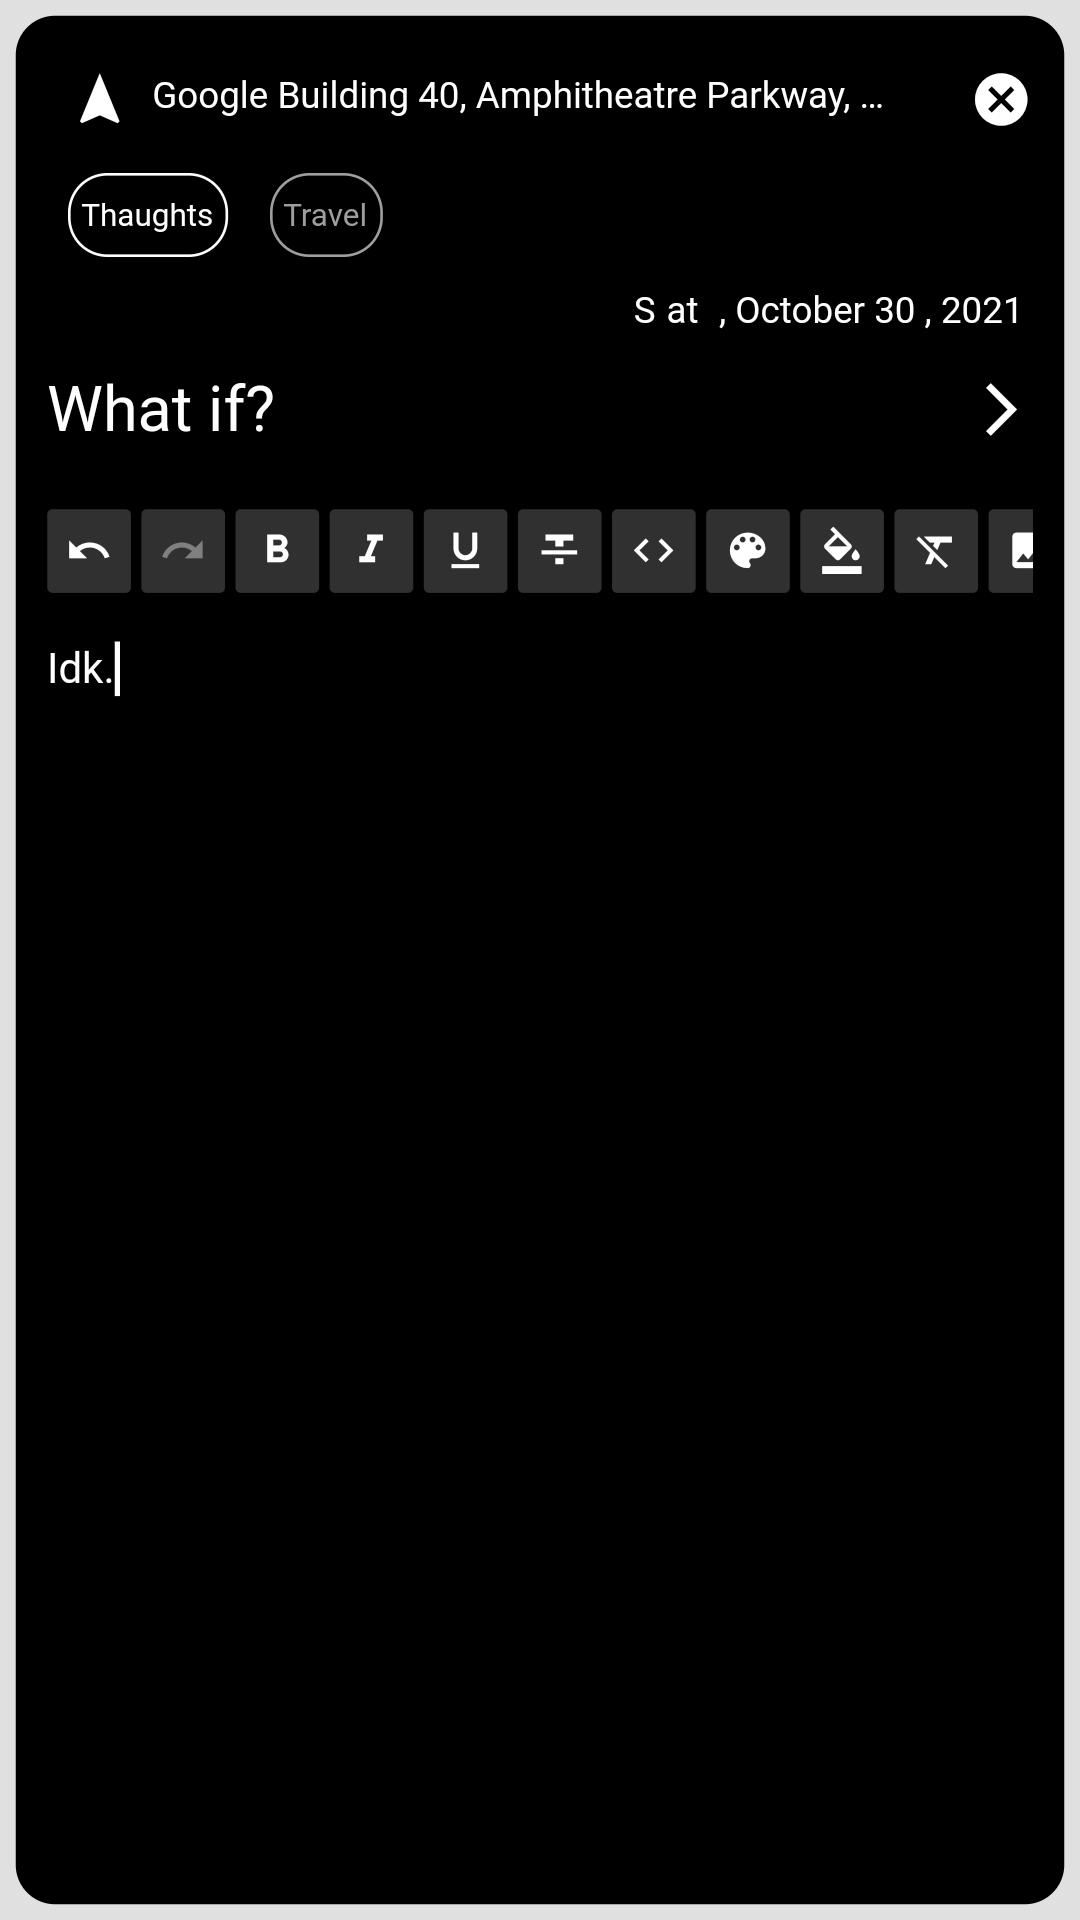 Google Building 40, Amphitheatre Parkway, ...
Thaughts Travel
S at , October 30 , 2021
What if?
B I U T
Idk.